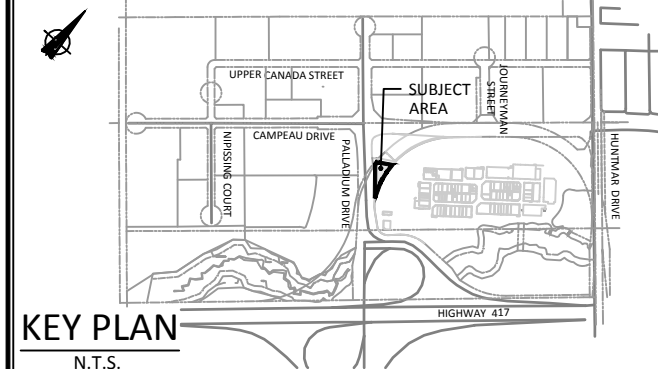 UPPER CANADA STREET
SUBJECT
AREA
JOURNEYMAN
STREET
CAMPEAU DRIVE
NIPISSING COURT
PALLADIUM DRIVE
HUNTMAR DRIVE
HIGHWAY 417
KEY PLAN
N.T.S.